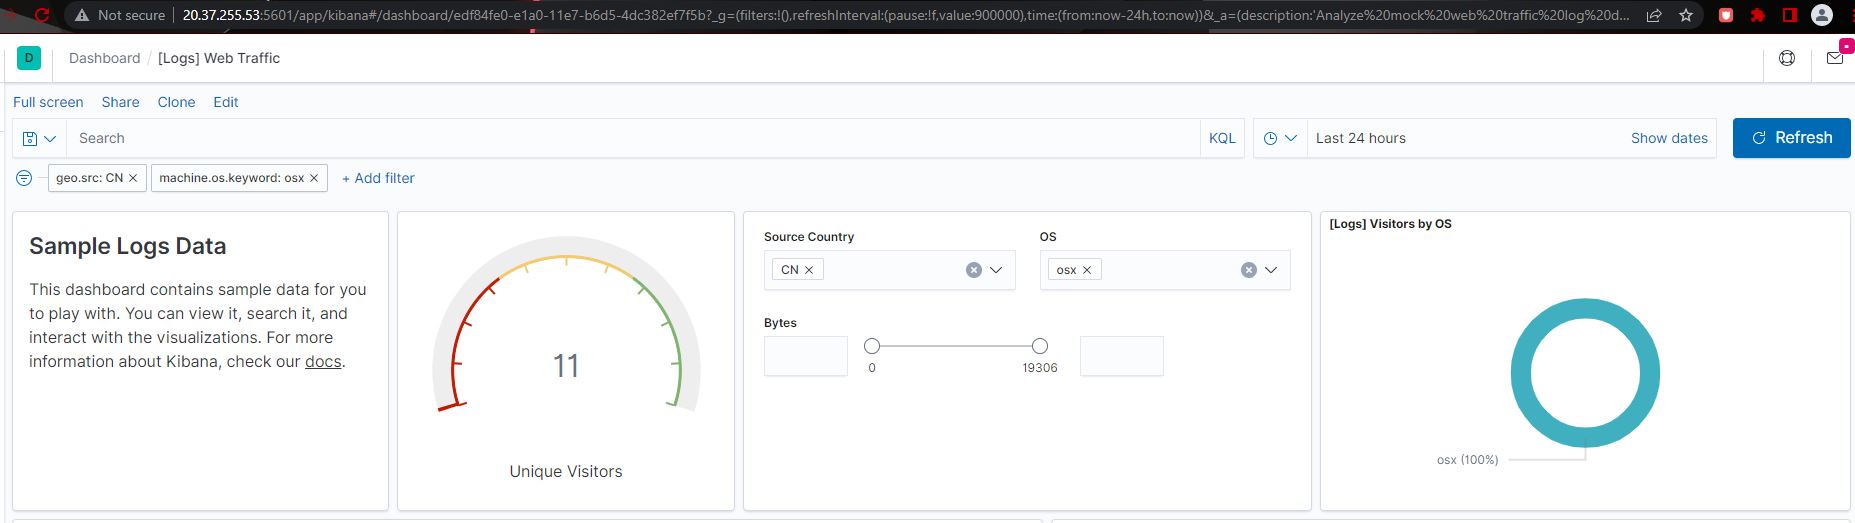 Not secure | 20.37.255.53:5601/app/kibana#/dashboard/edf84fe0-e1a0-11e7-b6d5-4dc382ef7f5b?_g=(filters:!(),refreshInterval:(pause:!f,value:900000),time:(from:now-24h,to:now))&_a=(description:'Analyze%20mock%20web%20traffic%20log%20d...
D Dashboard / [Logs] Web Traffic
Full screen Share Clone Edit
Search KQL Last 24 hours Show dates Refresh
geo.src: CN × machine.os.keyword: osx × + Add filter
Sample Logs Data
This dashboard contains sample data for you
to play with. You can view it, search it, and
interact with the visualizations. For more
information about Kibana, check our docs.
11
Unique Visitors
Source Country
CN ×
OS
osx ×
Bytes
0 19306
[Logs] Visitors by OS
osx (100%)